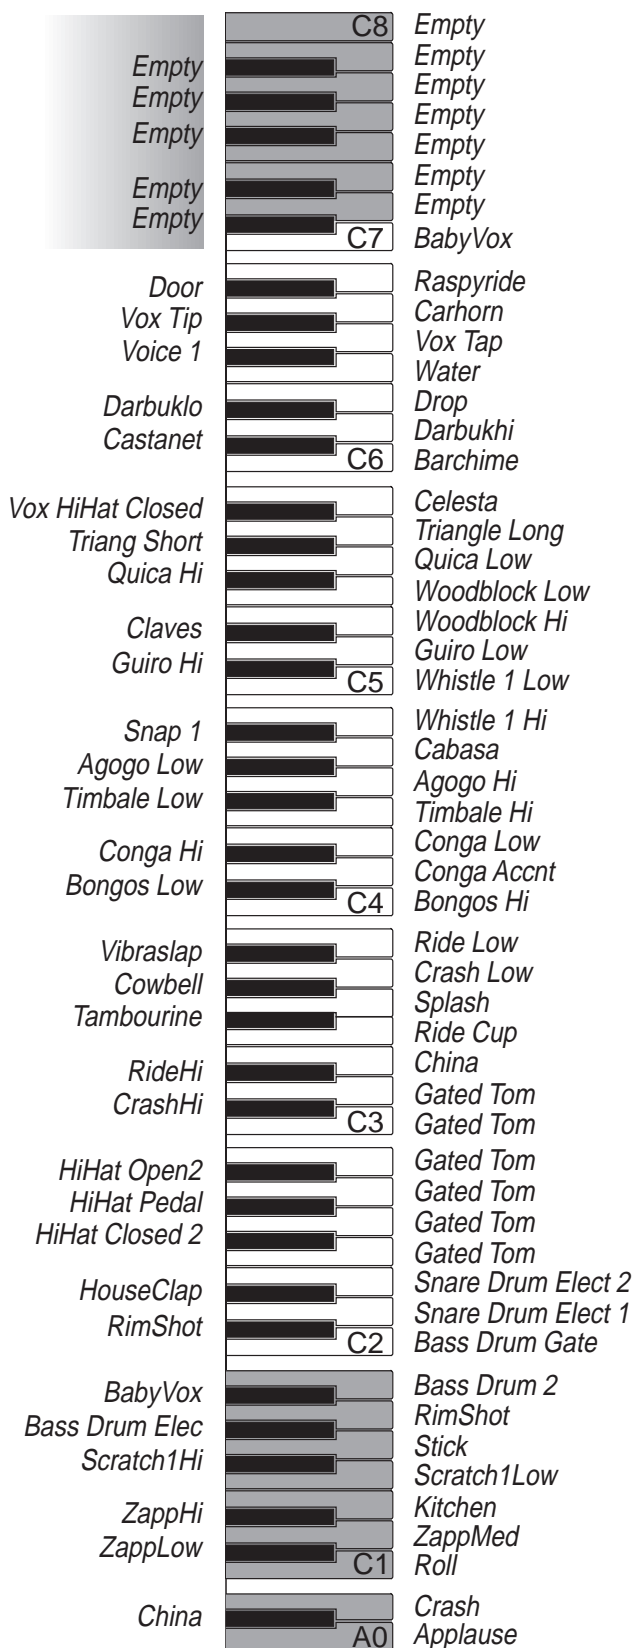 C8 Empty
Empty
Empty
Empty
Empty
Empty
Empty
Empty
Empty
Empty
Empty
Empty
C7 BabyVox
Raspyride
Door
Carhorn
Vox Tip
Vox Tap
Voice 1
Water
Drop
Darbuklo
Darbukhi
Castanet
C6 Barchime
Celesta
Vox HiHat Closed
Triangle Long
Triang Short
Quica Low
Quica Hi
Woodblock Low
Woodblock Hi
Claves
Guiro Low
Guiro Hi
C5 Whistle 1 Low
Whistle 1 Hi
Snap 1
Cabasa
Agogo Low
Agogo Hi
Timbale Low
Timbale Hi
Conga Low
Conga Hi
Conga Accnt
Bongos Low
C4 Bongos Hi
Ride Low
Vibraslap
Crash Low
Cowbell
Splash
Tambourine
Ride Cup
China
RideHi
Gated Tom
CrashHi
C3 Gated Tom
Gated Tom
HiHat Open2
Gated Tom
HiHat Pedal
Gated Tom
HiHat Closed 2
Gated Tom
Snare Drum Elect 2
HouseClap
Snare Drum Elect 1
RimShot
C2 Bass Drum Gate
Bass Drum 2
BabyVox
RimShot
Bass Drum Elec
Stick
Scratch1Hi
Scratch1Low
Kitchen
ZappHi
ZappMed
ZappLow
C1 Roll
Crash
China
A0 Applause